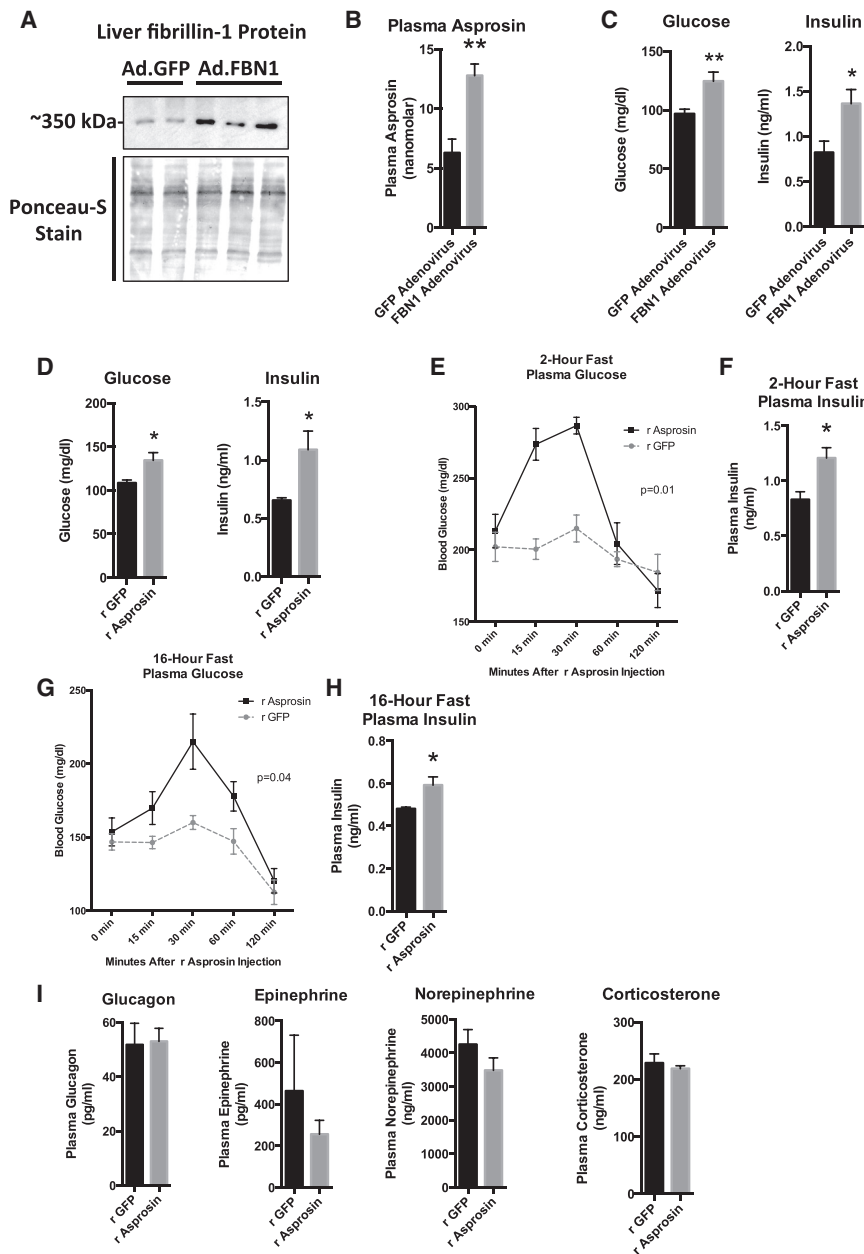 A
Liver fibrillin-1 Protein
Ad.GFP Ad.FBN1
~350 kDa-
Ponceau-S
Stain
B
Plasma Asprosin
**
Plasma Asprosin
(nanomolar)
15
10
5
0
GFP Adenovirus
FBN1 Adenovirus
C
Glucose
**
Glucose (mg/dl)
150
100
50
0
GFP Adenovirus
FBN1 Adenovirus
Insulin
*
Insulin (ng/ml)
2.0
1.5
1.0
0.5
0.0
GFP Adenovirus
FBN1 Adenovirus
D
Glucose
*
Glucose (mg/dl)
200
150
100
50
0
r GFP
r Asprosin
Insulin
*
Insulin (ng/ml)
1.5
1.0
0.5
0.0
r GFP
r Asprosin
E
2-Hour Fast
Plasma Glucose
r Asprosin
r GFP
p=0.01
Blood Glucose (mg/dl)
300
250
200
150
0 min
15 min
30 min
60 min
120 min
Minutes After r Asprosin Injection
F
2-Hour Fast
Plasma Insulin
*
Plasma Insulin
(ng/ml)
1.5
1.0
0.5
0.0
r GFP
r Asprosin
G
16-Hour Fast
Plasma Glucose
r Asprosin
r GFP
p=0.04
Blood Glucose (mg/dl)
250
200
150
100
0 min
15 min
30 min
60 min
120 min
Minutes After r Asprosin Injection
H
16-Hour Fast
Plasma Insulin
*
Plasma Insulin
(ng/ml)
0.8
0.6
0.4
0.2
0.0
r GFP
r Asprosin
I
Glucagon
Plasma Glucagon
(pg/ml)
60
40
20
0
r GFP
r Asprosin
Epinephrine
Plasma Epinephrine
(pg/ml)
800
600
400
200
0
r GFP
r Asprosin
Norepinephrine
Plasma Norepinephrine
(ng/ml)
5000
4000
3000
2000
1000
0
r GFP
r Asprosin
Corticosterone
Plasma Corticosterone
(ng/ml)
300
200
100
0
r GFP
r Asprosin